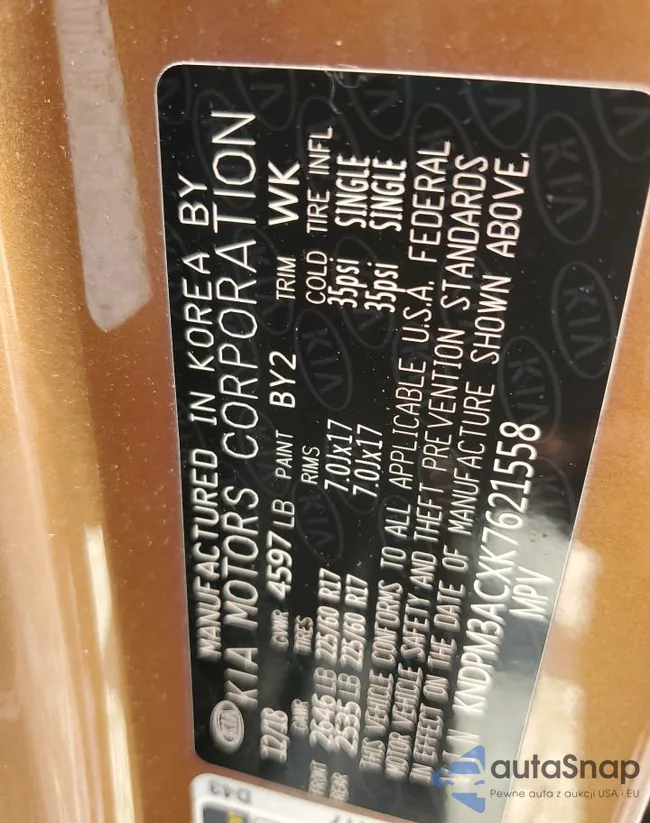 MANUFACTURED IN KOREA BY
KIA KIA MOTORS CORPORATION
12/18 GVWR 4597 LB PAINT BY2 TRIM WK
GAWR TIRES RIMS COLD TIRE INFL
2646 LB 225/60 R17 7.0JX17 35psi SINGLE
2535 LB 225/60 R17 7.0JX17 35psi SINGLE
THIS VEHICLE CONFORMS TO ALL APPLICABLE U.S.A. FEDERAL
MOTOR VEHICLE SAFETY AND THEFT PREVENTION STANDARDS
IN EFFECT ON THE DATE OF MANUFACTURE SHOWN ABOVE.
KNDPM3ACXK7621558
MPV
D43
autaSnap
Pewne auta z aukcji USA i EU